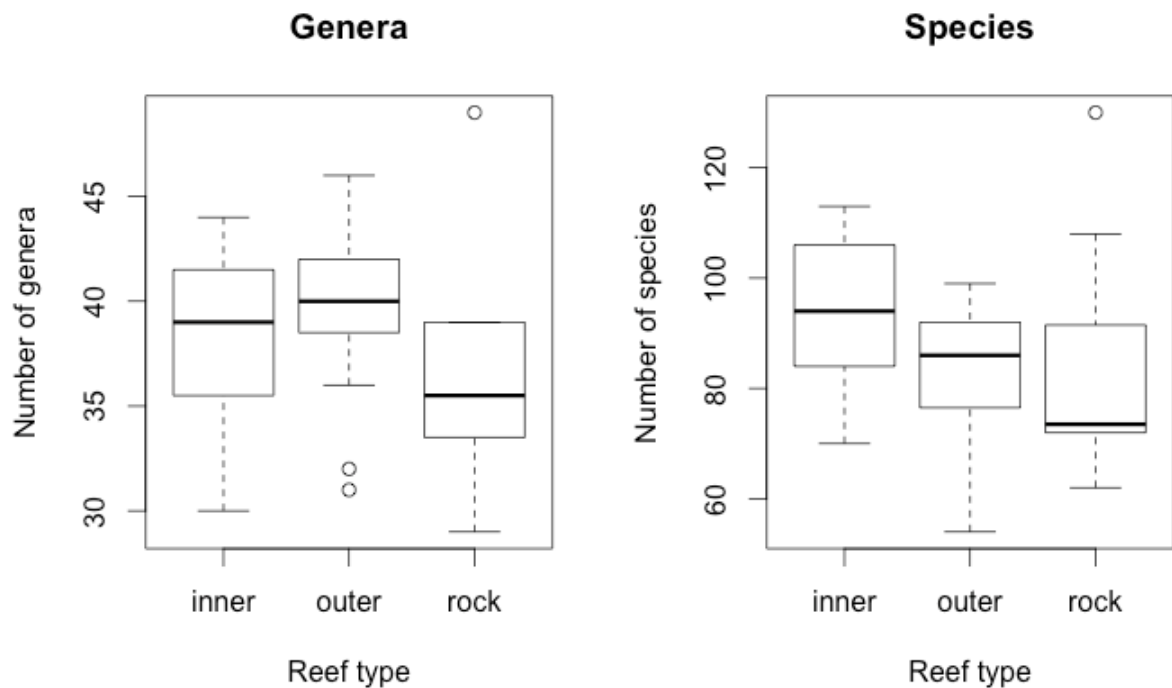 Genera
Number of genera
45
40
35
30
inner outer rock
Reef type
Species
Number of species
120
100
80
60
inner outer rock
Reef type